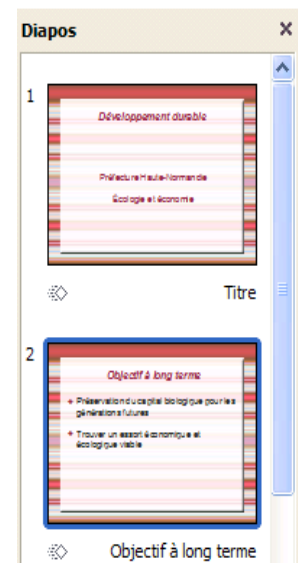 Diapos
1
Développement durable
Préfecture Haute-Normandie
Écologie et économie
Titre
2
Objectif à long terme
Préservation du capital biologique pour les
générations futures
Trouver un essort économique et
écologique viable
Objectif à long terme